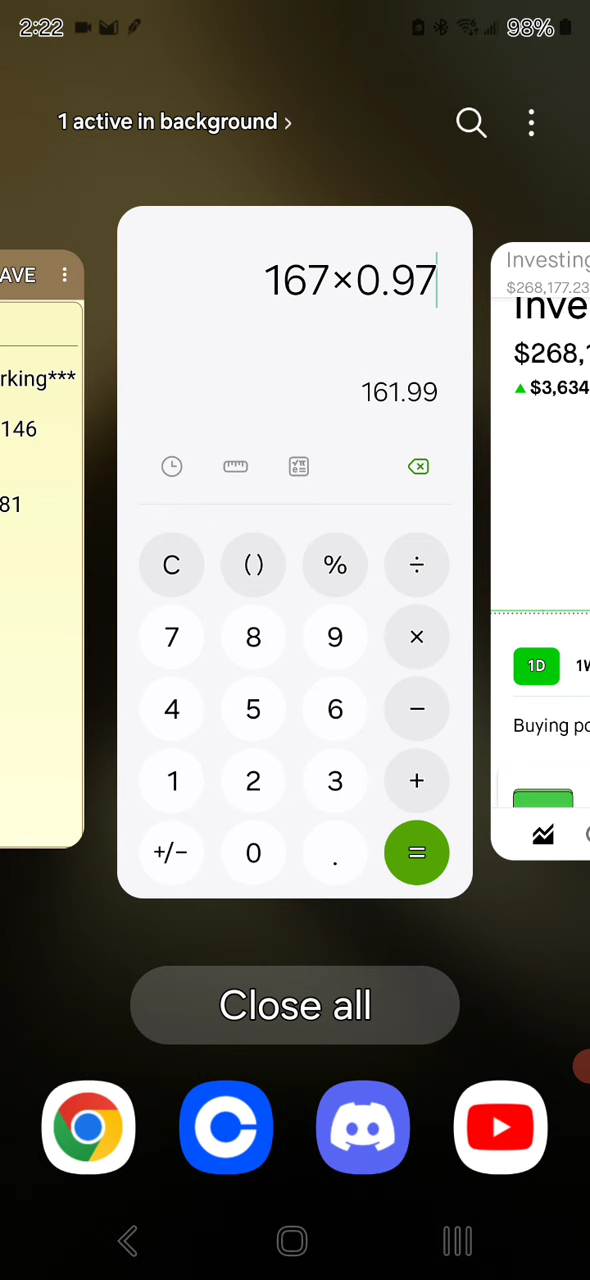 2:22 98%
1 active in background ›
AVE
rking***
146
81
167×0.97
161.99
C ( ) % ÷
7 8 9 ×
4 5 6 −
1 2 3 +
+/− 0 . =
Investing
$268,177.23
Inve
$268,1
▲ $3,634
1D 1W
Buying po
Close all